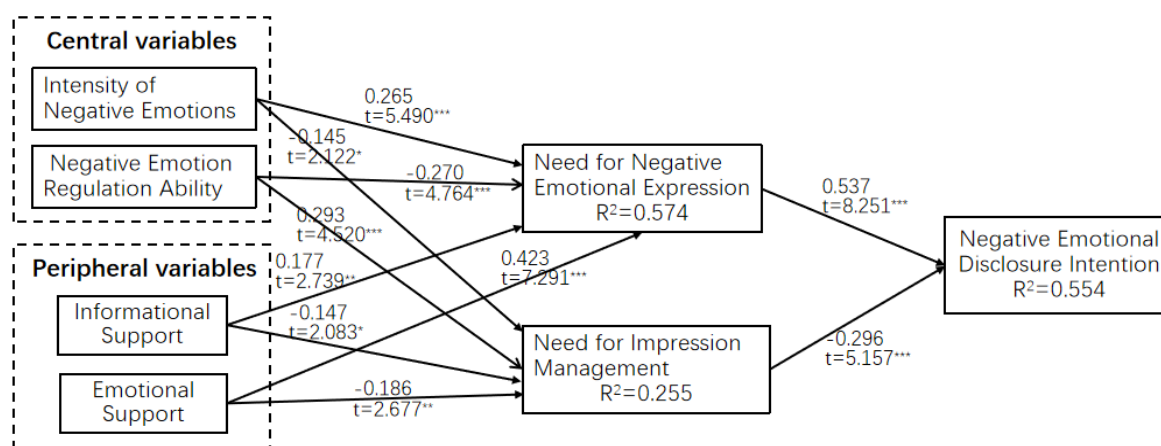 Central variables
Intensity of
Negative Emotions
Negative Emotion
Regulation Ability
Peripheral variables
Informational
Support
Emotional
Support
0.265
t=5.490***
-0.145
t=2.122*
-0.270
t=4.764***
0.293
t=4.520***
0.177
t=2.739**
0.423
t=7.291***
-0.147
t=2.083*
-0.186
t=2.677**
Need for Negative
Emotional Expression
R²=0.574
Need for Impression
Management
R²=0.255
0.537
t=8.251***
-0.296
t=5.157***
Negative Emotional
Disclosure Intention
R²=0.554